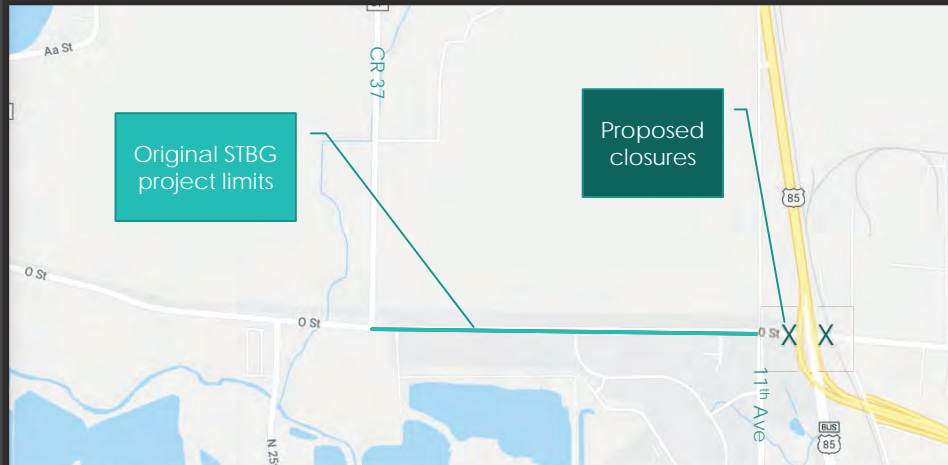 Aa St
CR 37
Original STBG
project limits
Proposed
closures
85
O St
O St
O St
X X
11th Ave
N 25
BUS
85